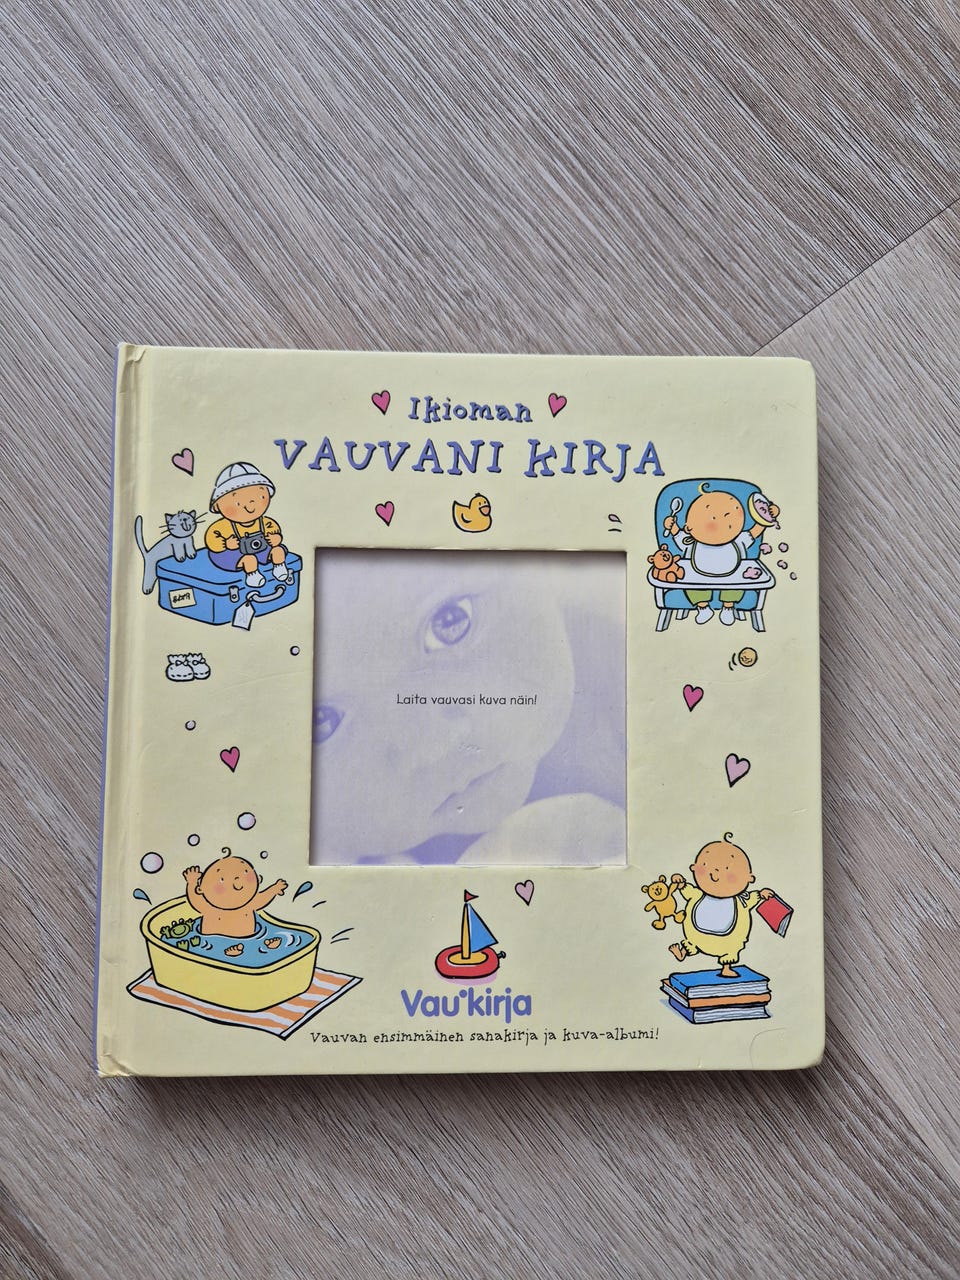 Ikioman
VAUVANI KIRJA
Laita vauvasi kuva näin!
Vau•kirja
Vauvan ensimmäinen sanakirja ja kuva-albumi!